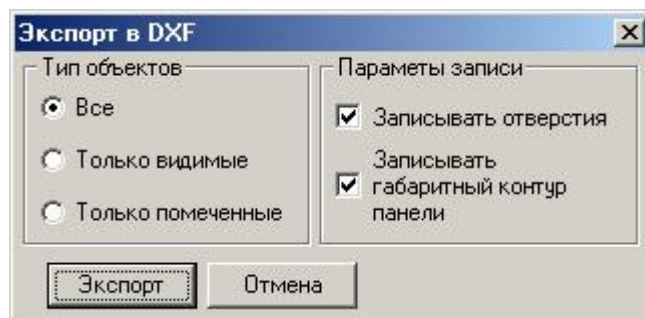 Экспорт в DXF
Тип объектов
Все
Только видимые
Только помеченные
Параметры записи
Записывать отверстия
Записывать
габаритный контур
панели
Экспорт
Отмена